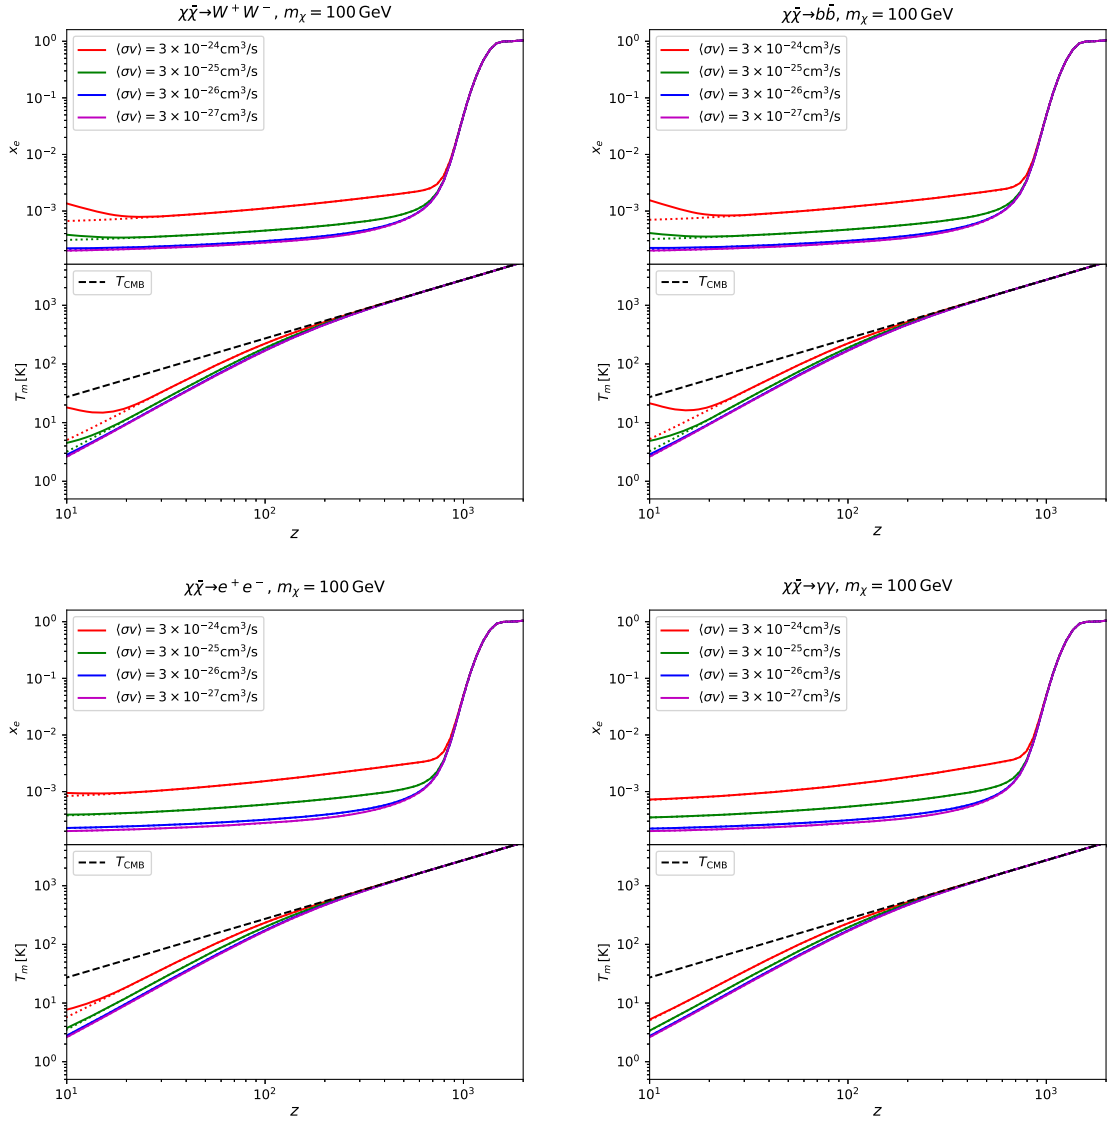 χχ̄→W⁺W⁻, m_χ = 100 GeV
10⁰
10⁻¹
10⁻²
10⁻³
x_e
⟨σv⟩ = 3 × 10⁻²⁴cm³/s
⟨σv⟩ = 3 × 10⁻²⁵cm³/s
⟨σv⟩ = 3 × 10⁻²⁶cm³/s
⟨σv⟩ = 3 × 10⁻²⁷cm³/s
T_CMB
10³
10²
10¹
10⁰
T_m [K]
10¹ 10² 10³
z
χχ̄→bb̄, m_χ = 100 GeV
10⁰
10⁻¹
10⁻²
10⁻³
x_e
⟨σv⟩ = 3 × 10⁻²⁴cm³/s
⟨σv⟩ = 3 × 10⁻²⁵cm³/s
⟨σv⟩ = 3 × 10⁻²⁶cm³/s
⟨σv⟩ = 3 × 10⁻²⁷cm³/s
T_CMB
10³
10²
10¹
10⁰
T_m [K]
10¹ 10² 10³
z
χχ̄→e⁺e⁻, m_χ = 100 GeV
10⁰
10⁻¹
10⁻²
10⁻³
x_e
⟨σv⟩ = 3 × 10⁻²⁴cm³/s
⟨σv⟩ = 3 × 10⁻²⁵cm³/s
⟨σv⟩ = 3 × 10⁻²⁶cm³/s
⟨σv⟩ = 3 × 10⁻²⁷cm³/s
T_CMB
10³
10²
10¹
10⁰
T_m [K]
10¹ 10² 10³
z
χχ̄→γγ, m_χ = 100 GeV
10⁰
10⁻¹
10⁻²
10⁻³
x_e
⟨σv⟩ = 3 × 10⁻²⁴cm³/s
⟨σv⟩ = 3 × 10⁻²⁵cm³/s
⟨σv⟩ = 3 × 10⁻²⁶cm³/s
⟨σv⟩ = 3 × 10⁻²⁷cm³/s
T_CMB
10³
10²
10¹
10⁰
T_m [K]
10¹ 10² 10³
z